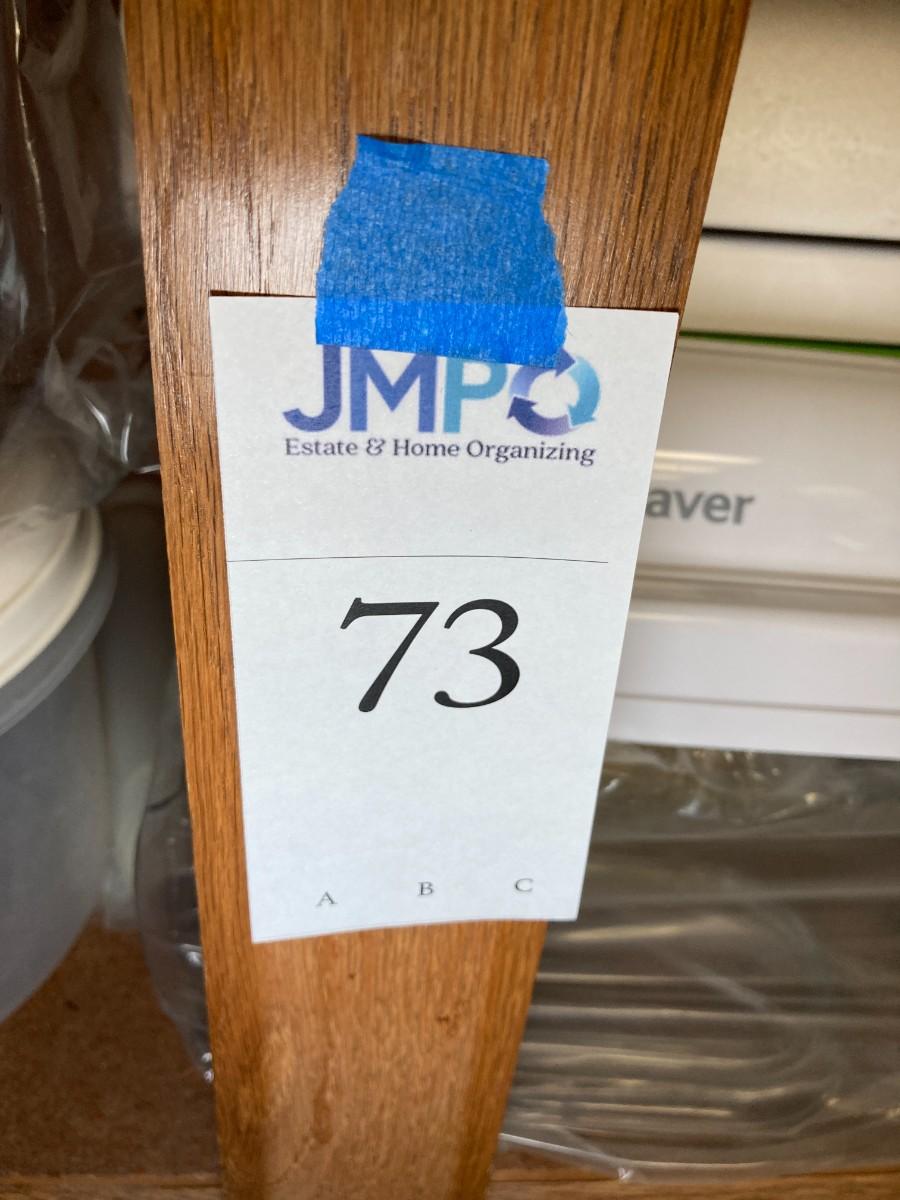 JMPO
Estate & Home Organizing
73
A B C
aver